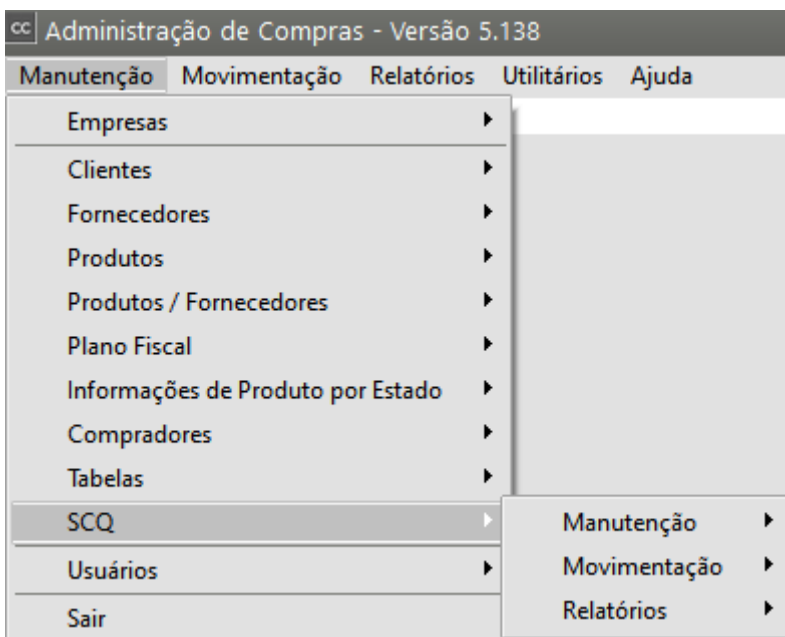 cc Administração de Compras - Versão 5.138
Manutenção Movimentação Relatórios Utilitários Ajuda
Empresas
Clientes
Fornecedores
Produtos
Produtos / Fornecedores
Plano Fiscal
Informações de Produto por Estado
Compradores
Tabelas
SCQ
Usuários
Sair
Manutenção
Movimentação
Relatórios